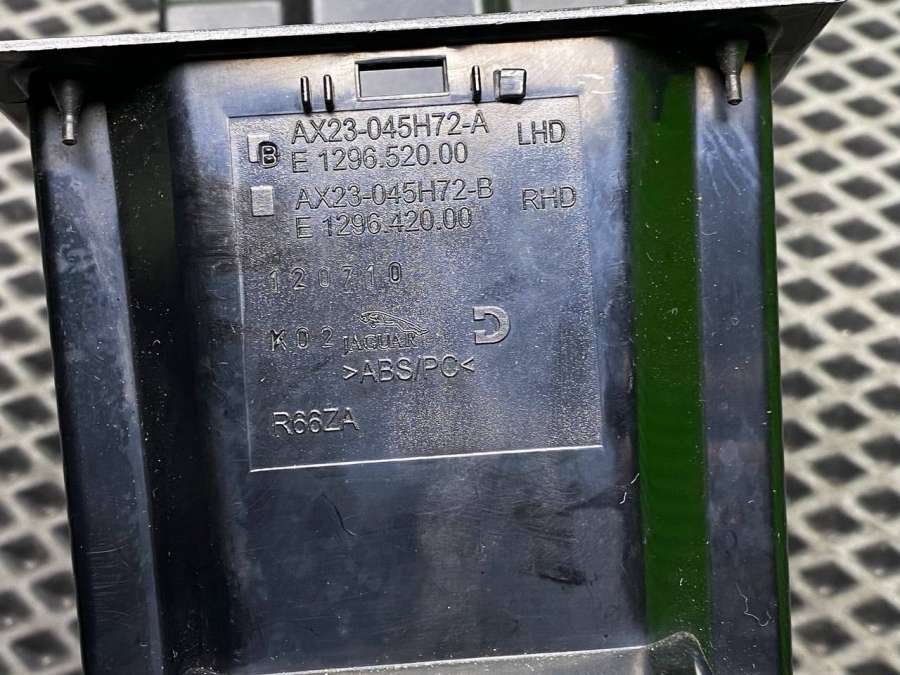 AX23-045H72-A LHD
B E 1296.520.00
AX23-045H72-B RHD
E 1296.420.00
120710
K02 JAGUAR D
>ABS/PC<
R66ZA